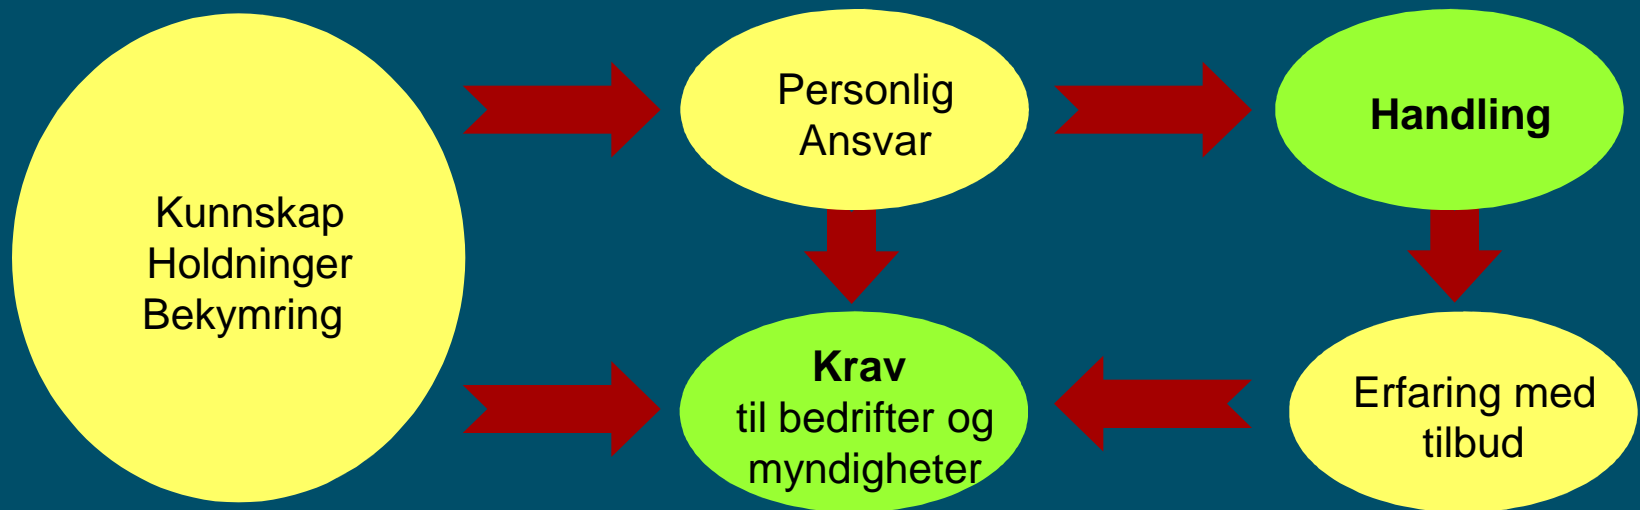 Kunnskap
Holdninger
Bekymring
Personlig
Ansvar
Handling
Krav
til bedrifter og
myndigheter
Erfaring med
tilbud